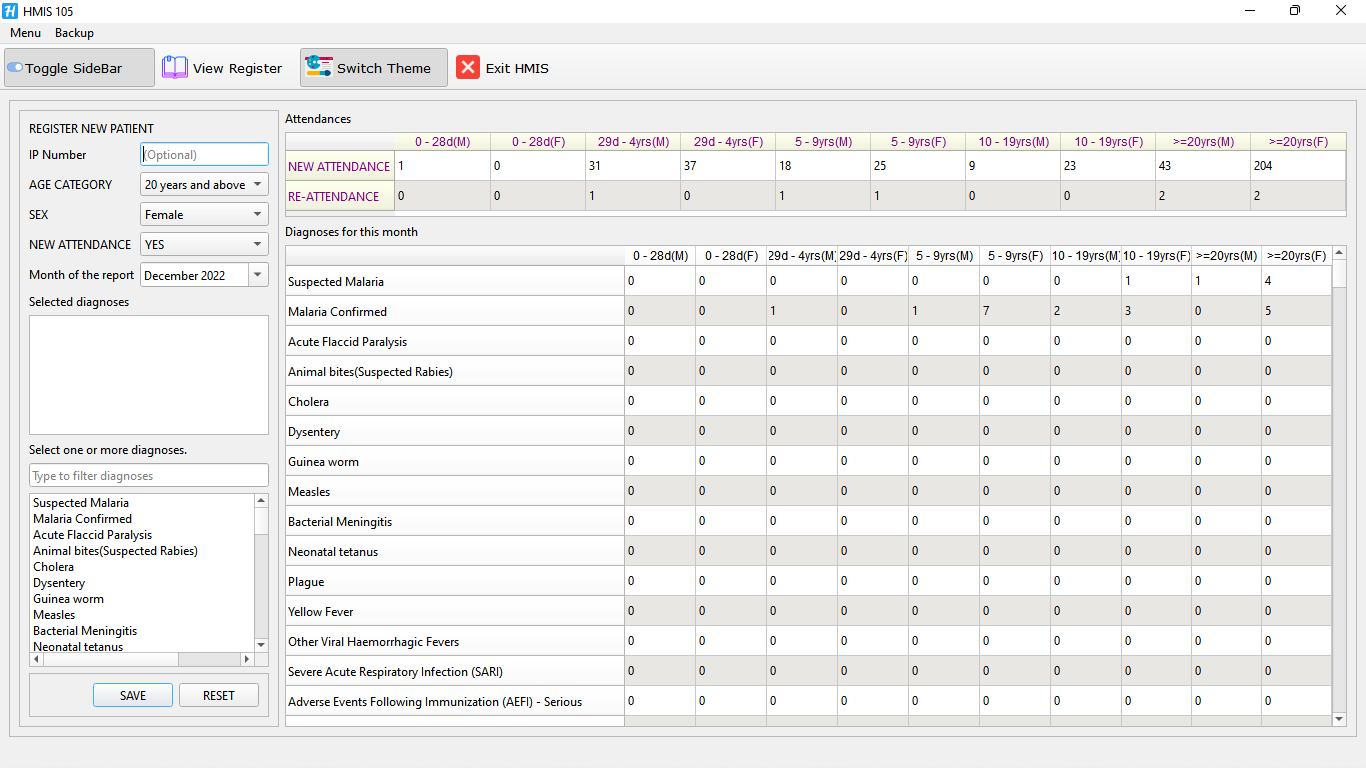 HMIS 105
Menu Backup
Toggle SideBar View Register Switch Theme Exit HMIS
REGISTER NEW PATIENT
IP Number (Optional)
AGE CATEGORY 20 years and above
SEX Female
NEW ATTENDANCE YES
Month of the report December 2022
Selected diagnoses
Select one or more diagnoses.
Type to filter diagnoses
Suspected Malaria
Malaria Confirmed
Acute Flaccid Paralysis
Animal bites(Suspected Rabies)
Cholera
Dysentery
Guinea worm
Measles
Bacterial Meningitis
Neonatal tetanus
SAVE RESET
Attendances
0 - 28d(M) 0 - 28d(F) 29d - 4yrs(M) 29d - 4yrs(F) 5 - 9yrs(M) 5 - 9yrs(F) 10 - 19yrs(M) 10 - 19yrs(F) >=20yrs(M) >=20yrs(F)
NEW ATTENDANCE 1 0 31 37 18 25 9 23 43 204
RE-ATTENDANCE 0 0 1 0 1 1 0 0 2 2
Diagnoses for this month
0 - 28d(M) 0 - 28d(F) 29d - 4yrs(M) 29d - 4yrs(F) 5 - 9yrs(M) 5 - 9yrs(F) 10 - 19yrs(M) 10 - 19yrs(F) >=20yrs(M) >=20yrs(F)
Suspected Malaria 0 0 0 0 0 0 0 1 1 4
Malaria Confirmed 0 0 1 0 1 7 2 3 0 5
Acute Flaccid Paralysis 0 0 0 0 0 0 0 0 0 0
Animal bites(Suspected Rabies) 0 0 0 0 0 0 0 0 0 0
Cholera 0 0 0 0 0 0 0 0 0 0
Dysentery 0 0 0 0 0 0 0 0 0 0
Guinea worm 0 0 0 0 0 0 0 0 0 0
Measles 0 0 0 0 0 0 0 0 0 0
Bacterial Meningitis 0 0 0 0 0 0 0 0 0 0
Neonatal tetanus 0 0 0 0 0 0 0 0 0 0
Plague 0 0 0 0 0 0 0 0 0 0
Yellow Fever 0 0 0 0 0 0 0 0 0 0
Other Viral Haemorrhagic Fevers 0 0 0 0 0 0 0 0 0 0
Severe Acute Respiratory Infection (SARI) 0 0 0 0 0 0 0 0 0 0
Adverse Events Following Immunization (AEFI) - Serious 0 0 0 0 0 0 0 0 0 0